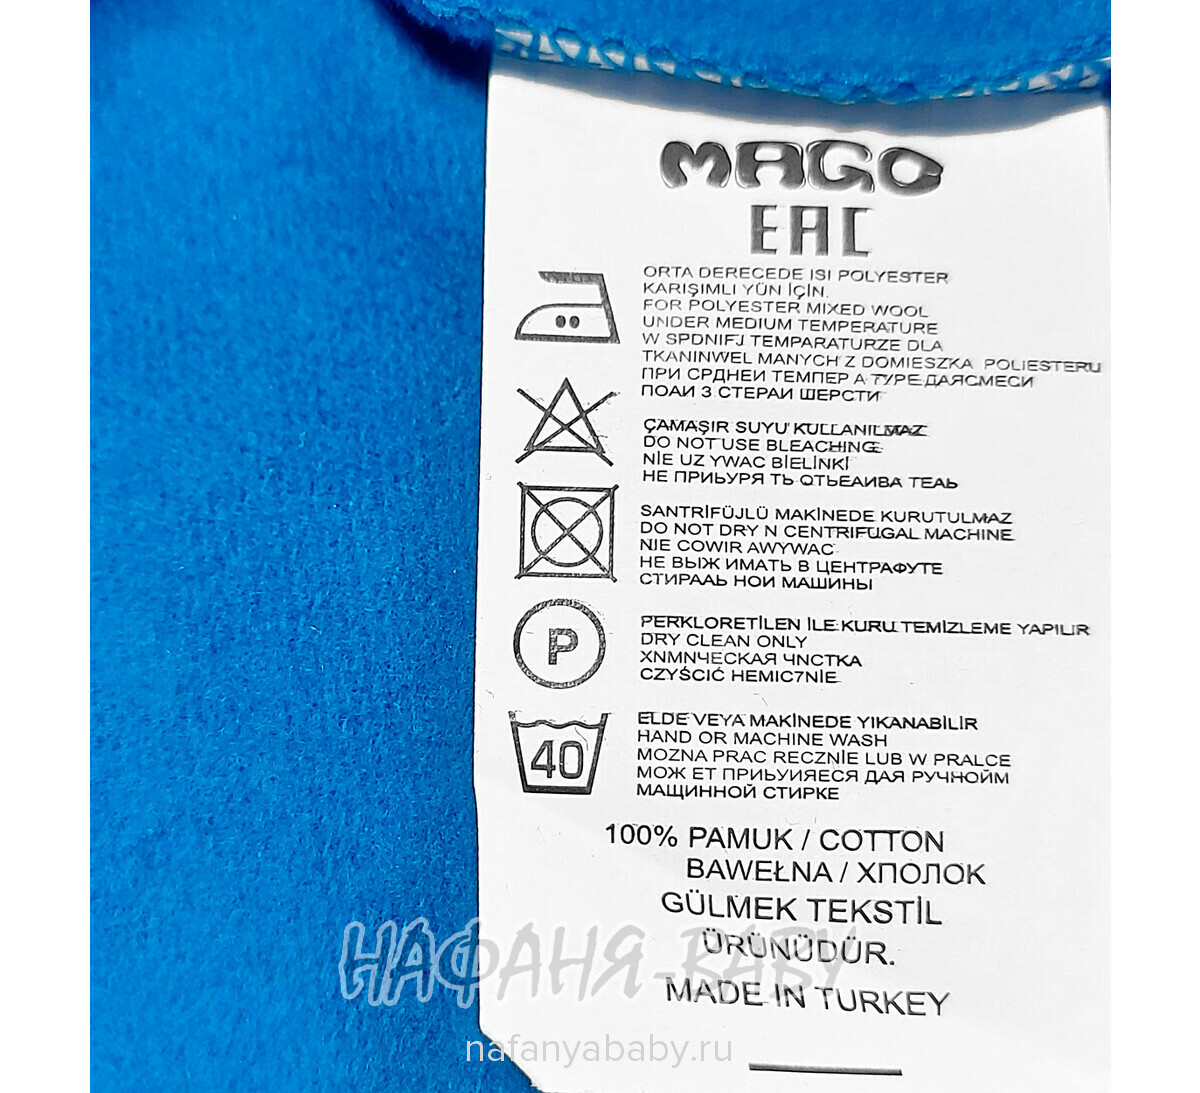 MAGO
EAC
ORTA DERECEDE ISI POLYESTER
KARIŞIMLI YÜN İÇİN.
FOR POLYESTER MIXED WOOL
UNDER MEDIUM TEMPERATURE
W SPDNIFJ TEMPARATURZE DLA
TKANINWEL MANYCH Z DOMIESZKA POLIESTERU
ПРИ СРДНЕИ ТЕМПЕР А ТУРЕ ДАЯСМЕСИ
ПОАИ З СТЕРАИ ШЕРСТИ
ÇAMAŞIR SUYU KULLANILMAZ
DO NOT USE BLEACHING
NIE UZ YWAC BIELINKI
НЕ ПРИЬУРЯ ТЬ ОТЬЕАИВА ТЕАЬ
SANTRİFÜJLÜ MAKİNEDE KURUTULMAZ
DO NOT DRY N CENTRIFUGAL MACHINE
NIE COWIR AWYWAC
НЕ ВЫЖ ИМАТЬ В ЦЕНТРАФУТЕ
СТИРААЬ НОИ МАШИНЫ
P
PERKLORETİLEN İLE KURU TEMİZLEME YAPILIR
DRY CLEAN ONLY
ХNМNЧЕСКАЯ ЧNСТКА
CZYŚCIĆ HEMIC7NIE
40
ELDE VEYA MAKİNEDE YIKANABİLİR
HAND OR MACHINE WASH
MOZNA PRAC RECZNİE LUB W PRALCE
МОЖ ЕТ ПРИЬУИЯЕСЯ ДАЯ РУЧНОЙМ
МАЩИННОЙ СТИРКЕ
100% PAMUK / COTTON
BAWEŁNA / ХПОЛОК
GÜLMEK TEKSTİL
ÜRÜNÜDÜR.
НАФАНЯ-BABY
MADE IN TURKEY
nafanyababy.ru